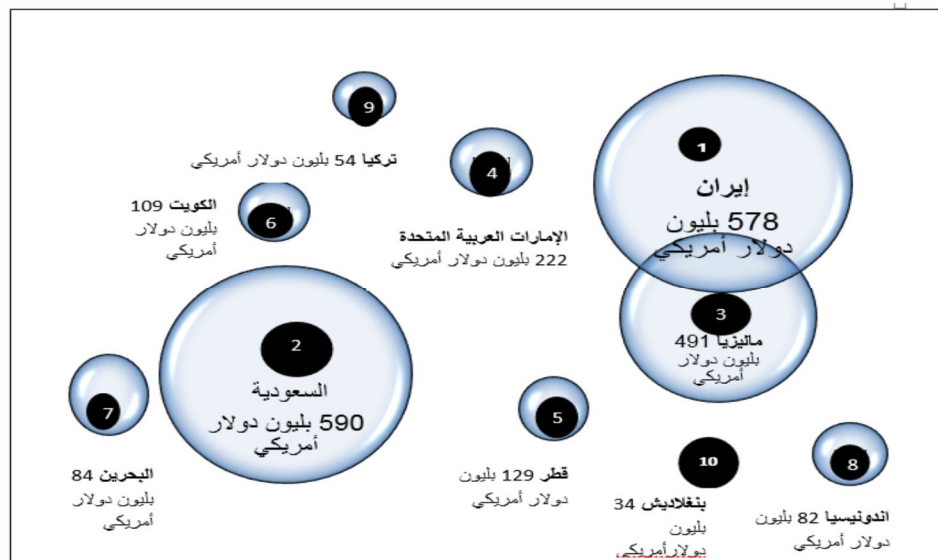 1
إيران
578 بليون
دولار أمريكي
2
السعودية
590 بليون دولار
أمريكي
3
ماليزيا 491
بليون دولار
أمريكي
4
الإمارات العربية المتحدة
222 بليون دولار أمريكي
5
قطر 129 بليون
دولار أمريكي
6
الكويت 109
بليون دولار
أمريكي
7
البحرين 84
بليون دولار
أمريكي
8
اندونيسيا 82 بليون
دولار أمريكي
9
تركيا 54 بليون دولار أمريكي
10
بنغلاديش 34
بليون
دولارأمريكي